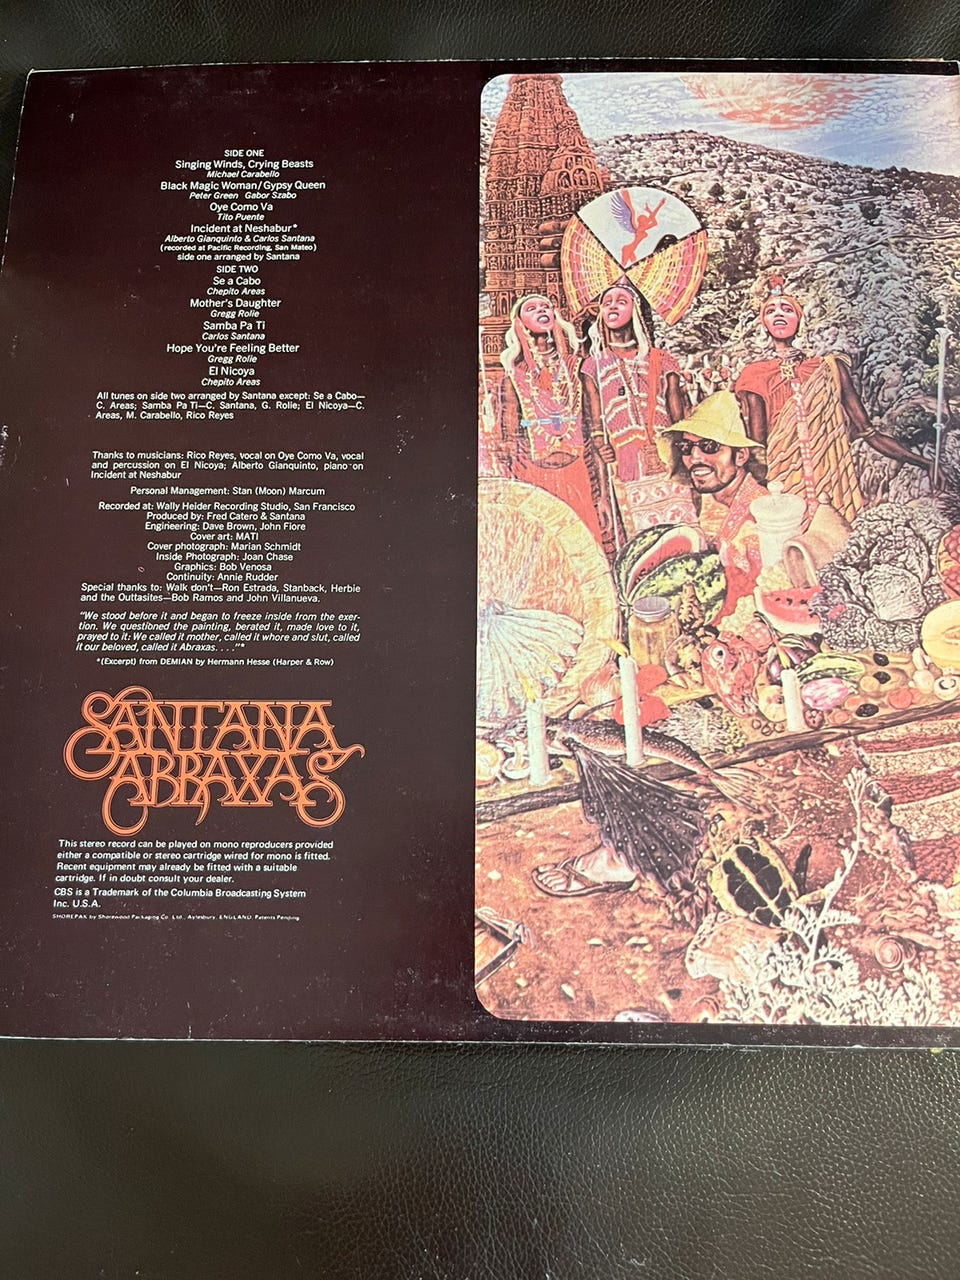 SIDE ONE
Singing Winds, Crying Beasts
Michael Carabello
Black Magic Woman/Gypsy Queen
Peter Green Gabor Szabo
Oye Como Va
Tito Puente
Incident at Neshabur*
Alberto Gianquinto & Carlos Santana
(recorded at Pacific Recording, San Mateo)
side one arranged by Santana
SIDE TWO
Se a Cabo
Chepito Areas
Mother's Daughter
Gregg Rolie
Samba Pa Ti
Carlos Santana
Hope You're Feeling Better
Gregg Rolie
El Nicoya
Chepito Areas
All tunes on side two arranged by Santana except: Se a Cabo—
C. Areas; Samba Pa Ti—C. Santana, G. Rolie; El Nicoya—C.
Areas, M. Carabello, Rico Reyes
Thanks to musicians: Rico Reyes, vocal on Oye Como Va, vocal
and percussion on El Nicoya; Alberto Gianquinto, piano on
Incident at Neshabur
Personal Management: Stan (Moon) Marcum
Recorded at: Wally Heider Recording Studio, San Francisco
Produced by: Fred Catero & Santana
Engineering: Dave Brown, John Fiore
Cover art: MATI
Cover photograph: Marian Schmidt
Inside Photograph: Joan Chase
Graphics: Bob Venosa
Continuity: Annie Rudder
Special thanks to: Walk don't—Ron Estrada, Stanback, Herbie
and the Outtasites—Bob Ramos and John Villanueva.
"We stood before it and began to freeze inside from the exer-
tion. We questioned the painting, berated it, made love to it,
prayed to it: We called it mother, called it whore and slut, called
it our beloved, called it Abraxas. . . ."*
*(Excerpt) from DEMIAN by Hermann Hesse (Harper & Row)
SANTANA
ABRAXAS
This stereo record can be played on mono reproducers provided
either a compatible or stereo cartridge wired for mono is fitted.
Recent equipment may already be fitted with a suitable
cartridge. If in doubt consult your dealer.
CBS is a Trademark of the Columbia Broadcasting System
Inc. U.S.A.
SHOREPAK by Shorewood Packaging Co. Ltd., Aylesbury, ENGLAND. Patents Pending